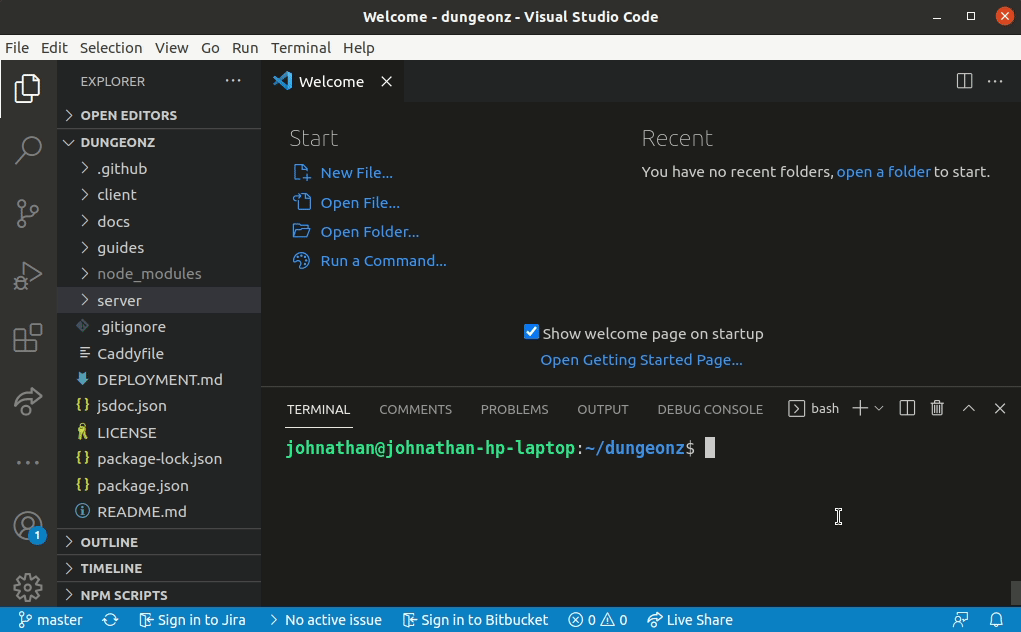 Welcome - dungeonz - Visual Studio Code
File Edit Selection View Go Run Terminal Help
EXPLORER
OPEN EDITORS
DUNGEONZ
.github
client
docs
guides
node_modules
server
.gitignore
Caddyfile
DEPLOYMENT.md
jsdoc.json
LICENSE
package-lock.json
package.json
README.md
OUTLINE
TIMELINE
NPM SCRIPTS
1
Welcome
Start
New File...
Open File...
Open Folder...
Run a Command...
Recent
You have no recent folders, open a folder to start.
Show welcome page on startup
Open Getting Started Page...
TERMINAL COMMENTS PROBLEMS OUTPUT DEBUG CONSOLE bash
johnathan@johnathan-hp-laptop:~/dungeonz$
master Sign in to Jira No active issue Sign in to Bitbucket 0 0 Live Share